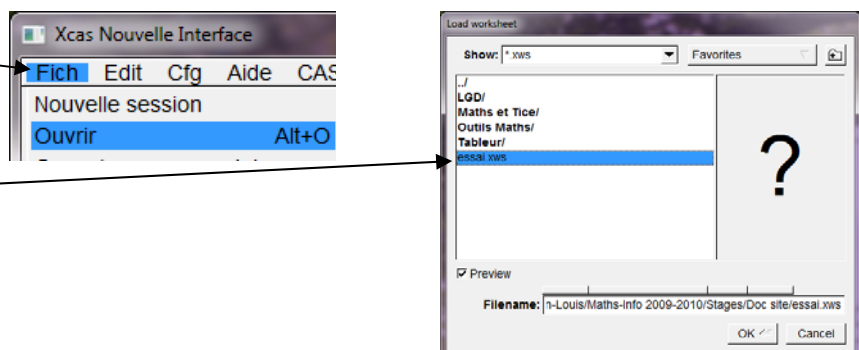 Xcas Nouvelle Interface
Fich Edit Cfg Aide CAS
Nouvelle session
Ouvrir Alt+O
Load worksheet
Show: *.xws Favorites
../
LGD/
Maths et Tice/
Outils Maths/
Tableur/
essai.xws
?
Preview
Filename: n-Louis/Maths-Info 2009-2010/Stages/Doc site/essai.xws
OK Cancel